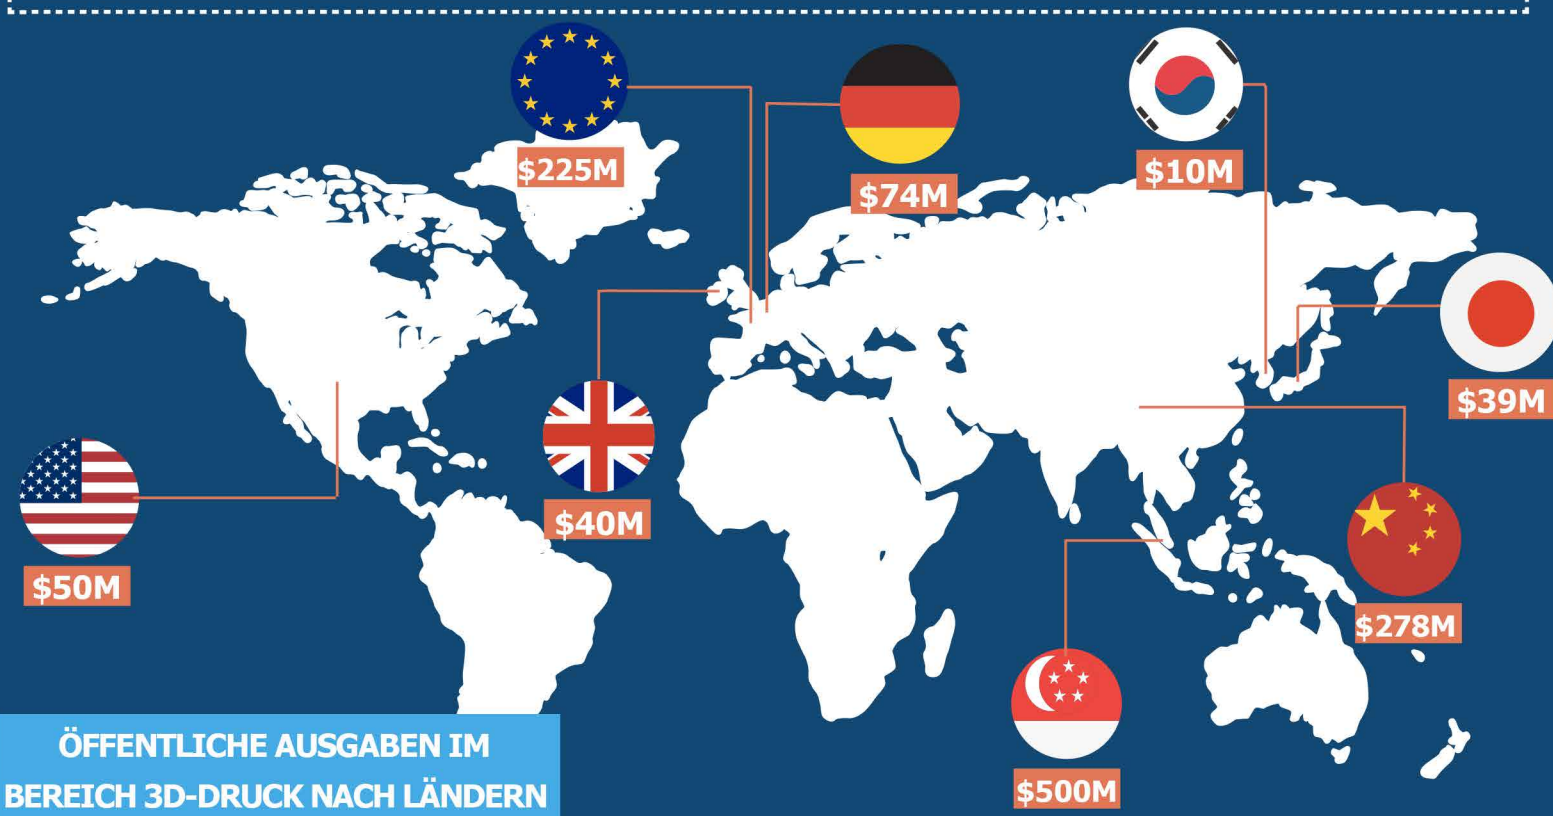 $225M
$74M
$10M
$39M
$40M
$50M
$278M
$500M
ÖFFENTLICHE AUSGABEN IM
BEREICH 3D-DRUCK NACH LÄNDERN